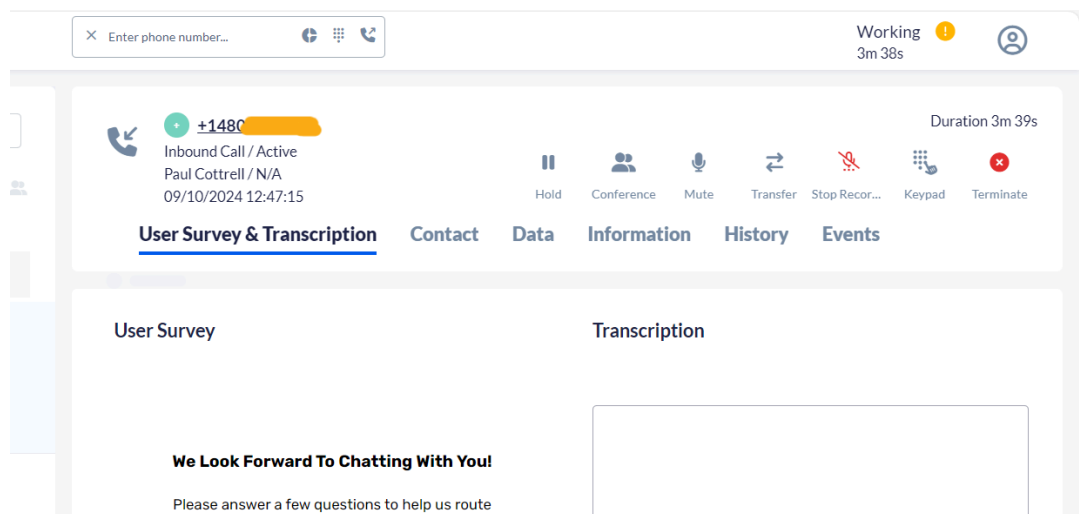 Enter phone number...
Working
3m 38s
+1480
Duration 3m 39s
Inbound Call / Active
Paul Cottrell / N/A
09/10/2024 12:47:15
Hold
Conference
Mute
Transfer
Stop Recor...
Keypad
Terminate
User Survey & Transcription
Contact
Data
Information
History
Events
User Survey
Transcription
We Look Forward To Chatting With You!
Please answer a few questions to help us route